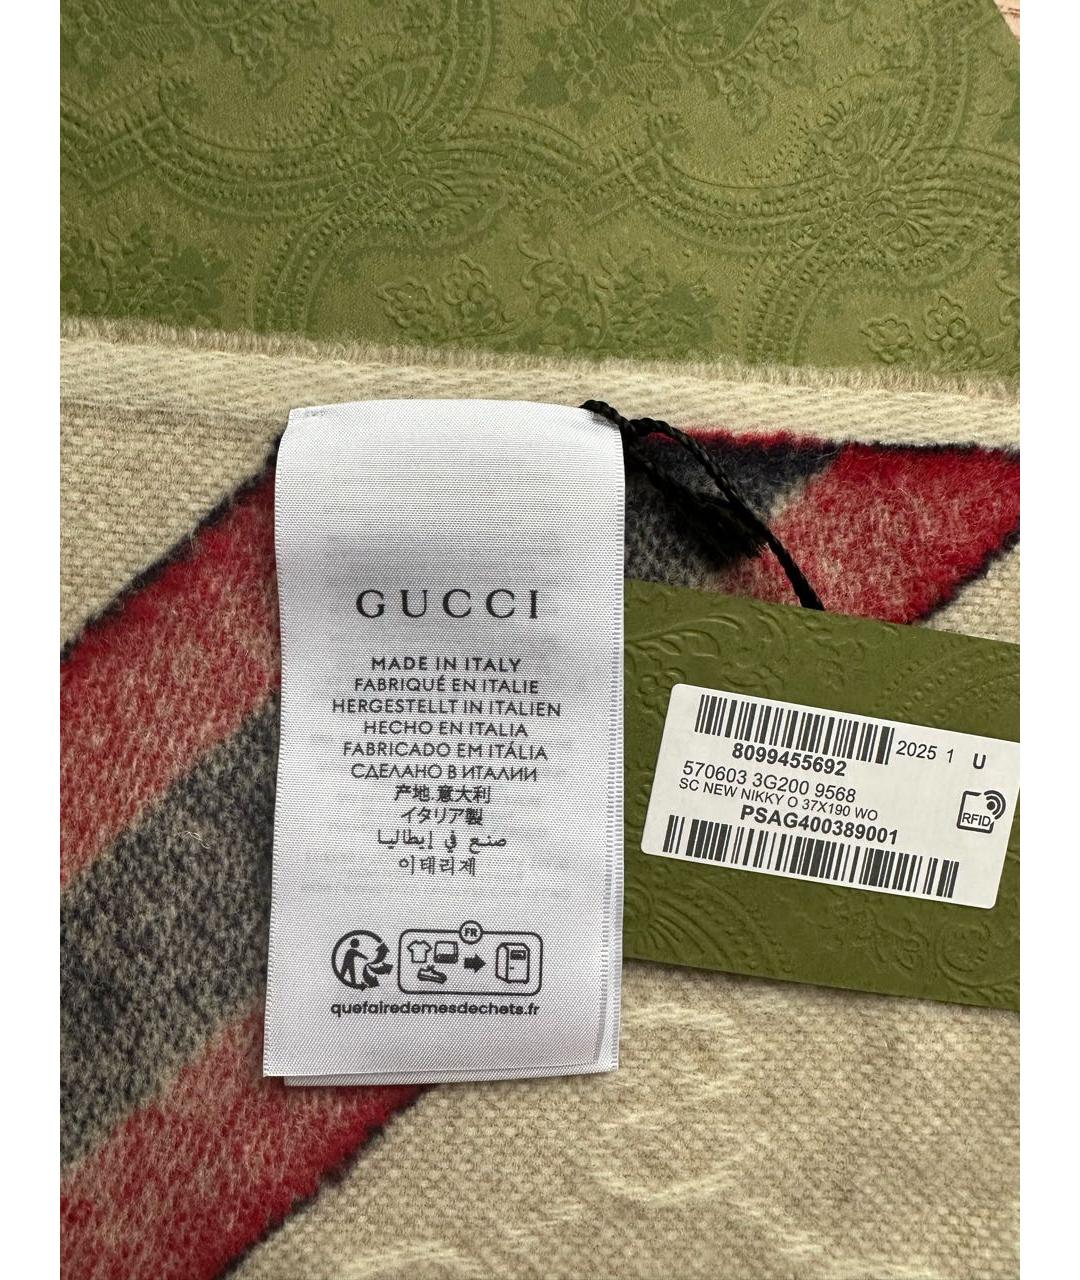 GUCCI
MADE IN ITALY
FABRIQUÉ EN ITALIE
HERGESTELLT IN ITALIEN
HECHO EN ITALIA
FABRICADO EM ITÁLIA
СДЕЛАНО В ИТАЛИИ
产地 意大利
イタリア製
صنع في إيطاليا
이태리제
FR
quefairedemesdechets.fr
2025 1 U
8099455692
570603 3G200 9568
SC NEW NIKKY O 37X190 WO
PSAG400389001
RFID